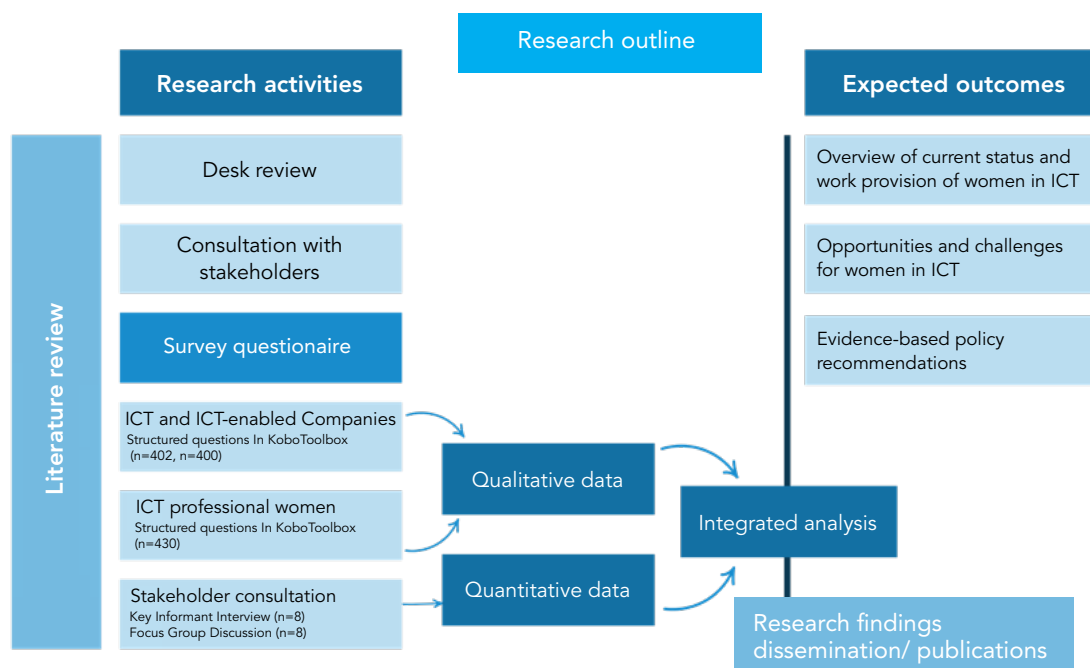 Research outline
Research activities
Expected outcomes
Literature review
Desk review
Consultation with
stakeholders
Survey questionaire
ICT and ICT-enabled Companies
Structured questions In KoboToolbox
(n=402, n=400)
ICT professional women
Structured questions In KoboToolbox
(n=430)
Stakeholder consultation
Key Informant Interview (n=8)
Focus Group Discussion (n=8)
Qualitative data
Quantitative data
Integrated analysis
Overview of current status and
work provision of women in ICT
Opportunities and challenges
for women in ICT
Evidence-based policy
recommendations
Research findings
dissemination/ publications